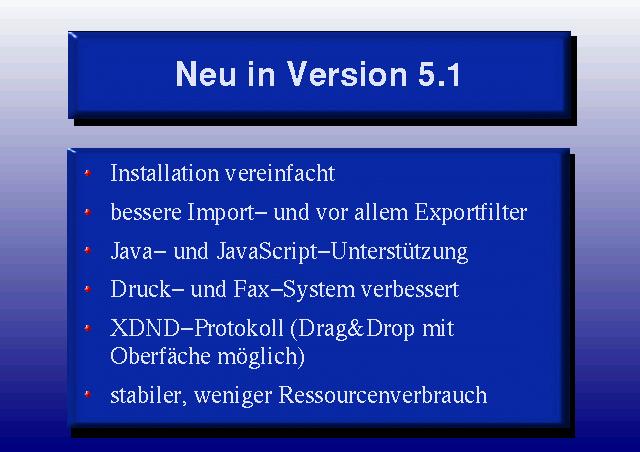 Neu in Version 5.1
Installation vereinfacht
bessere Import– und vor allem Exportfilter
Java– und JavaScript–Unterstützung
Druck– und Fax–System verbessert
XDND–Protokoll (Drag&Drop mit
Oberfäche möglich)
stabiler, weniger Ressourcenverbrauch